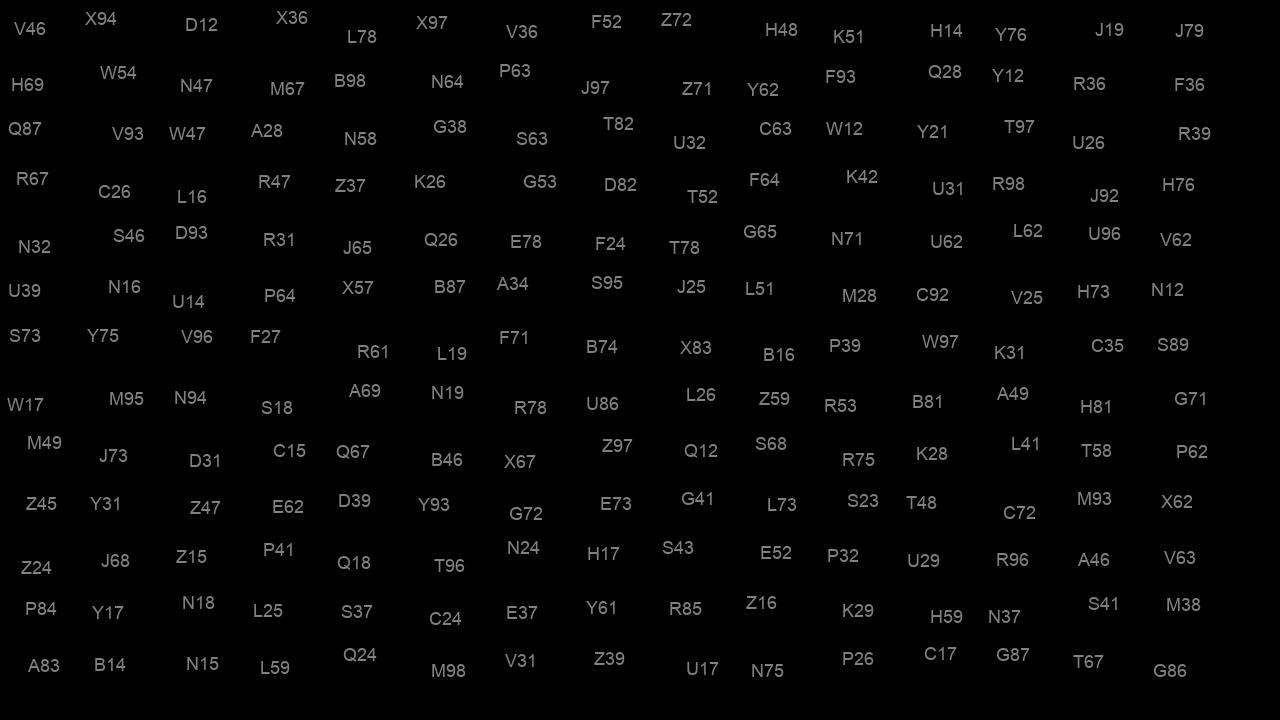 V46 X94 D12 X36 L78 X97 V36 F52 Z72 H48 K51 H14 Y76 J19 J79
H69 W54 N47 M67 B98 N64 P63 J97 Z71 Y62 F93 Q28 Y12 R36 F36
Q87 V93 W47 A28 N58 G38 S63 T82 U32 C63 W12 Y21 T97 U26 R39
R67 C26 L16 R47 Z37 K26 G53 D82 T52 F64 K42 U31 R98 J92 H76
N32 S46 D93 R31 J65 Q26 E78 F24 T78 G65 N71 U62 L62 U96 V62
U39 N16 U14 P64 X57 B87 A34 S95 J25 L51 M28 C92 V25 H73 N12
S73 Y75 V96 F27 R61 L19 F71 B74 X83 B16 P39 W97 K31 C35 S89
W17 M95 N94 S18 A69 N19 R78 U86 L26 Z59 R53 B81 A49 H81 G71
M49 J73 D31 C15 Q67 B46 X67 Z97 Q12 S68 R75 K28 L41 T58 P62
Z45 Y31 Z47 E62 D39 Y93 G72 E73 G41 L73 S23 T48 C72 M93 X62
Z24 J68 Z15 P41 Q18 T96 N24 H17 S43 E52 P32 U29 R96 A46 V63
P84 Y17 N18 L25 S37 C24 E37 Y61 R85 Z16 K29 H59 N37 S41 M38
A83 B14 N15 L59 Q24 M98 V31 Z39 U17 N75 P26 C17 G87 T67 G86